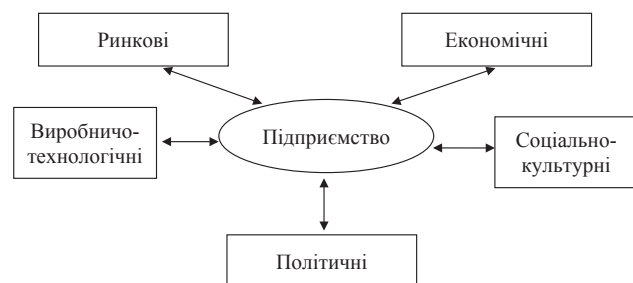 Ринкові
Економічні
Виробничо-
технологічні
Підприємство
Соціально-
культурні
Політичні